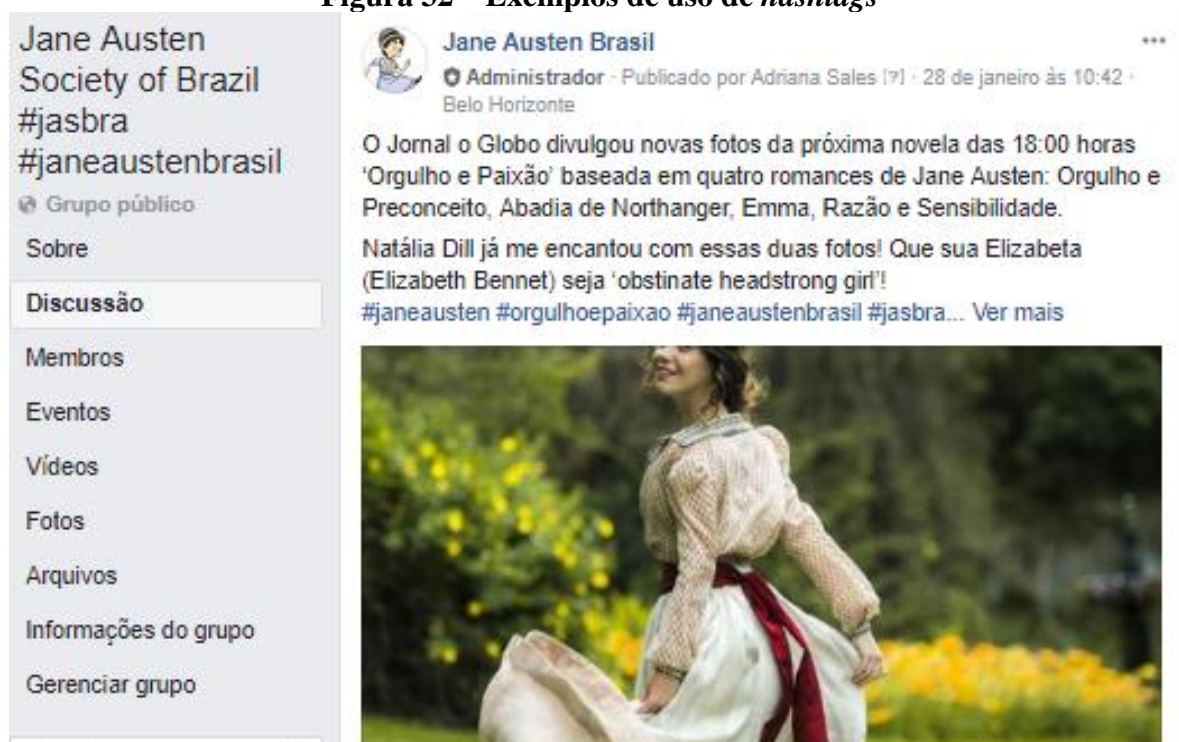 Figura 32 – Exemplos de uso de hashtags
Jane Austen
Society of Brazil
#jasbra
#janeaustenbrasil
Grupo público
Sobre
Discussão
Membros
Eventos
Vídeos
Fotos
Arquivos
Informações do grupo
Gerenciar grupo
Jane Austen Brasil
Administrador · Publicado por Adriana Sales [?] · 28 de janeiro às 10:42 ·
Belo Horizonte
O Jornal o Globo divulgou novas fotos da próxima novela das 18:00 horas
'Orgulho e Paixão' baseada em quatro romances de Jane Austen: Orgulho e
Preconceito, Abadia de Northanger, Emma, Razão e Sensibilidade.
Natália Dill já me encantou com essas duas fotos! Que sua Elizabeta
(Elizabeth Bennet) seja 'obstinate headstrong girl'!
#janeausten #orgulhoepaixao #janeaustenbrasil #jasbra... Ver mais